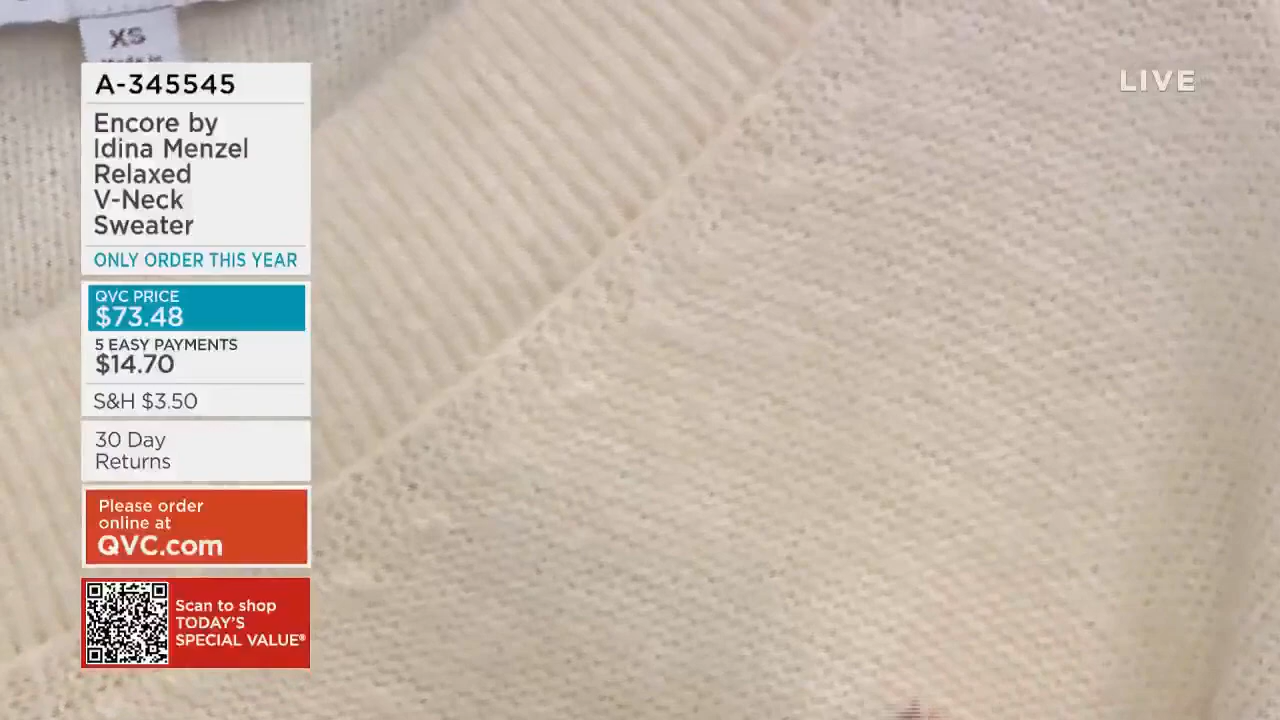 XS
A-345545
Encore by
Idina Menzel
Relaxed
V-Neck
Sweater
ONLY ORDER THIS YEAR
QVC PRICE
$73.48
5 EASY PAYMENTS
$14.70
S&H $3.50
30 Day
Returns
Please order
online at
QVC.com
Scan to shop
TODAY'S
SPECIAL VALUE®
LIVE